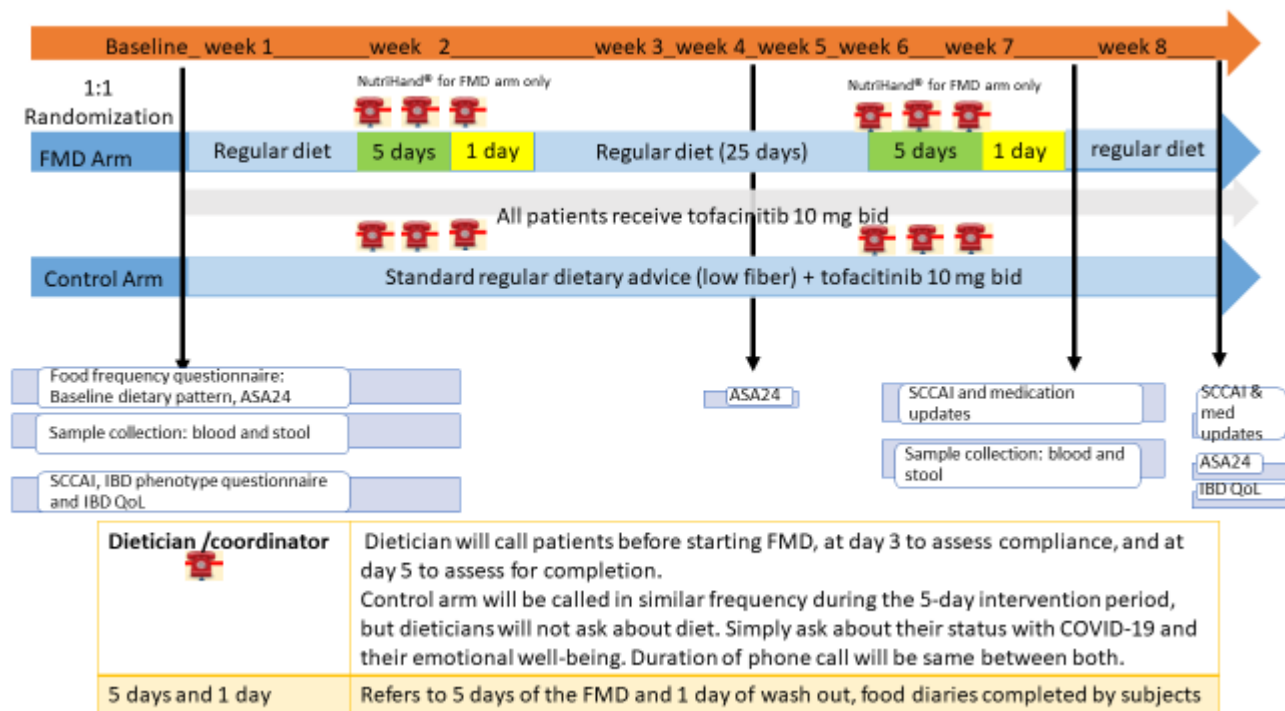 Baseline_ week 1_______week 2__________week 3_week 4_week 5_week 6___week 7_____week 8___
NutriHand® for FMD arm only
NutriHand® for FMD arm only
1:1
Randomization
FMD Arm
Regular diet
5 days
1 day
Regular diet (25 days)
5 days
1 day
regular diet
All patients receive tofacinitib 10 mg bid
Control Arm
Standard regular dietary advice (low fiber) + tofacitinib 10 mg bid
Food frequency questionnaire:
Baseline dietary pattern, ASA24
Sample collection: blood and stool
SCCAI, IBD phenotype questionnaire
and IBD QoL
ASA24
SCCAI and medication
updates
Sample collection: blood and
stool
SCCAI &
med
updates
ASA24
IBD QoL
Dietician /coordinator
Dietician will call patients before starting FMD, at day 3 to assess compliance, and at
day 5 to assess for completion.
Control arm will be called in similar frequency during the 5-day intervention period,
but dieticians will not ask about diet. Simply ask about their status with COVID-19 and
their emotional well-being. Duration of phone call will be same between both.
5 days and 1 day
Refers to 5 days of the FMD and 1 day of wash out, food diaries completed by subjects